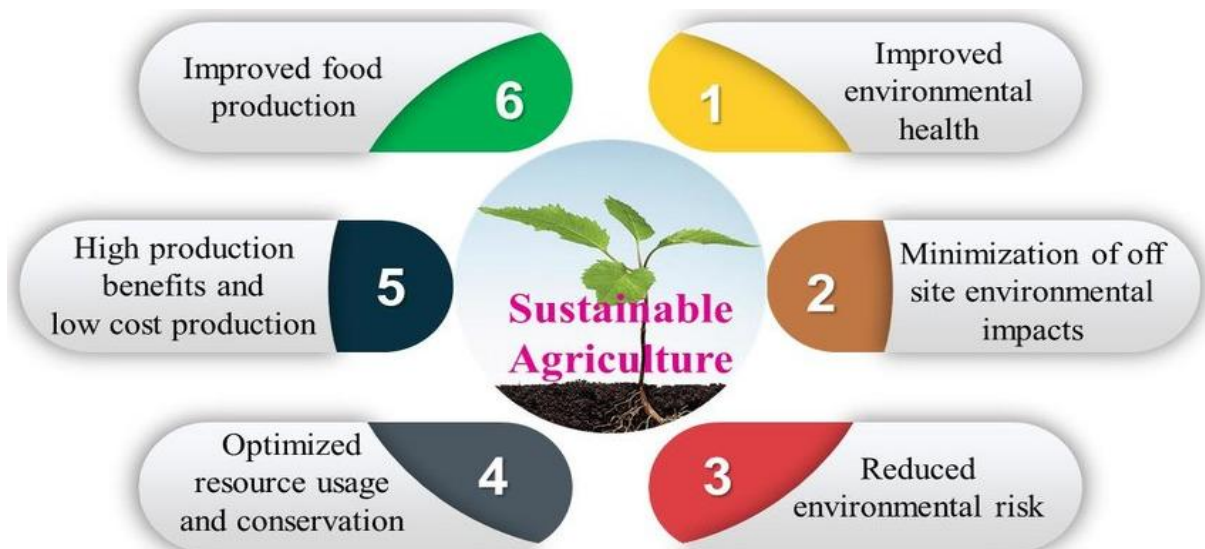 1
Improved
environmental
health
2
Minimization of off
site environmental
impacts
3
Reduced
environmental risk
4
Optimized
resource usage
and conservation
5
High production
benefits and
low cost production
6
Improved food
production
Sustainable
Agriculture